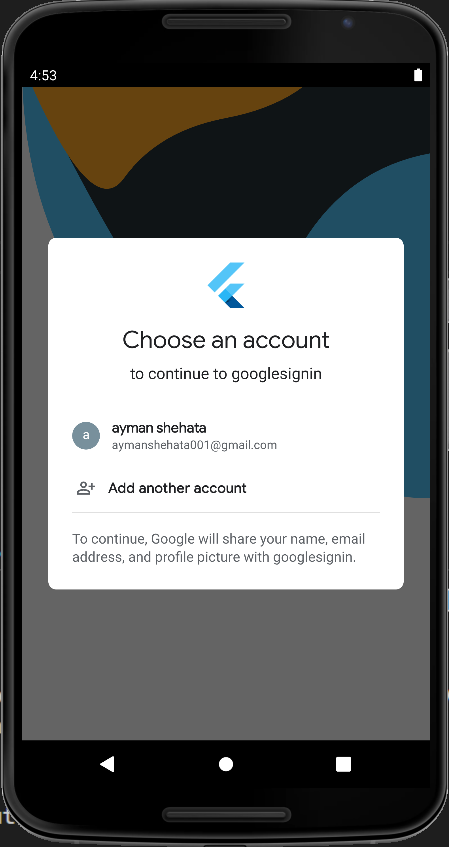 4:53
Choose an account
to continue to googlesignin
a
ayman shehata
aymanshehata001@gmail.com
Add another account
To continue, Google will share your name, email
address, and profile picture with googlesignin.